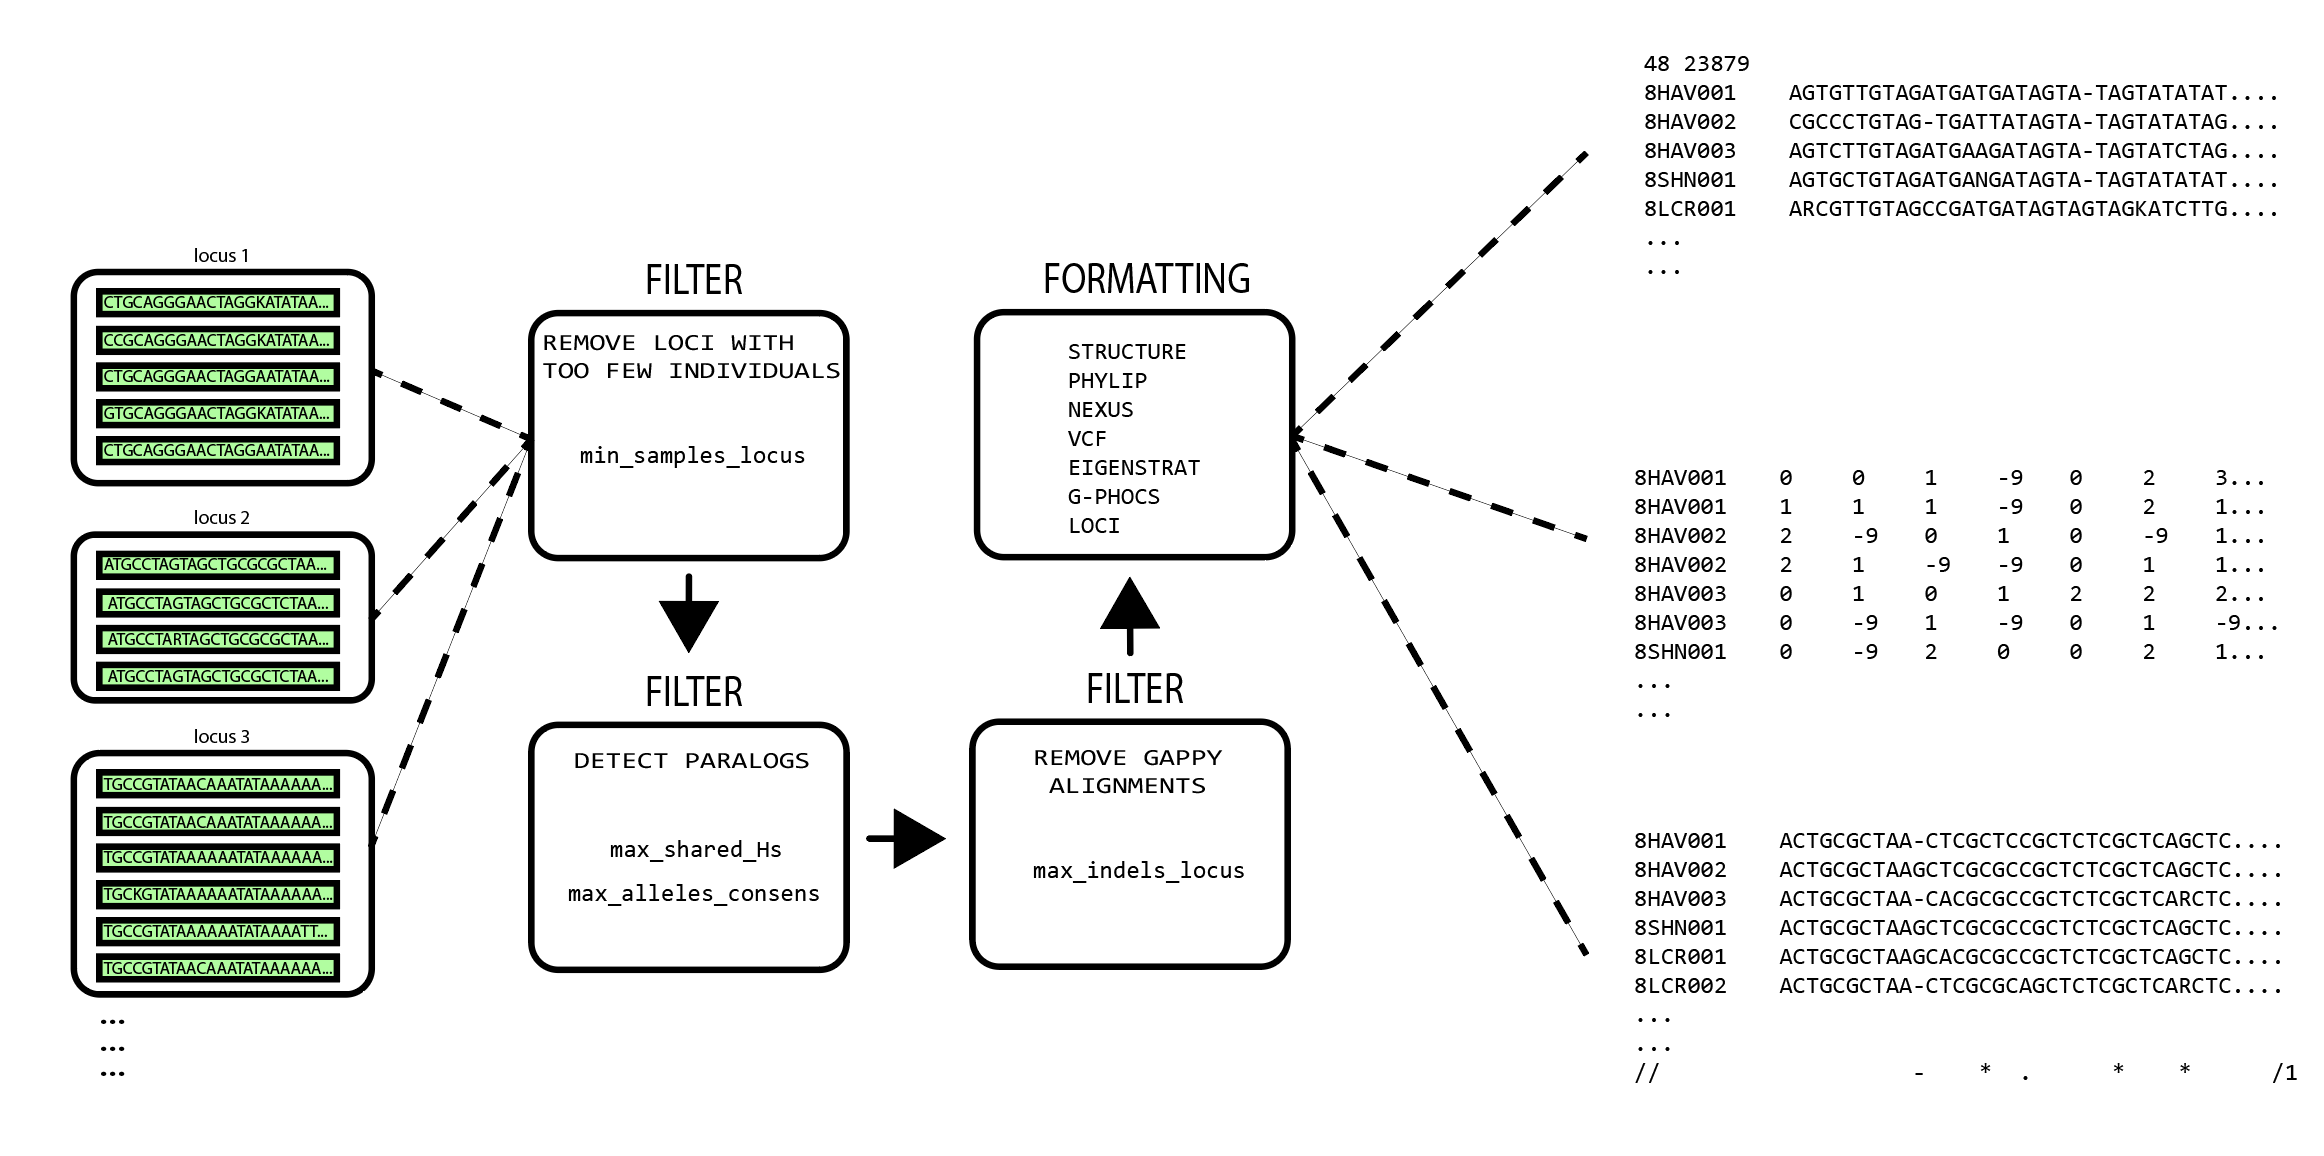 locus 1
CTGCAGGGAACTAGGKATATAA...
CCGCAGGGAACTAGGKATATAA...
CTGCAGGGAACTAGGAATATAA...
GTGCAGGGAACTAGGKATATAA...
CTGCAGGGAACTAGGAATATAA...
locus 2
ATGCCTAGTAGCTGCGCGCTAA...
ATGCCTAGTAGCTGCGCTCTAA...
ATGCCTARTAGCTGCGCGCTAA...
ATGCCTAGTAGCTGCGCTCTAA...
locus 3
TGCCGTATAACAAATATAAAAAA...
TGCCGTATAACAAATATAAAAAA...
TGCCGTATAAAAAATATAAAAAA...
TGCKGTATAAAAAATATAAAAAA...
TGCCGTATAAAAAATATAAAATT...
TGCCGTATAACAAATATAAAAAA...
...
...
...
FILTER
REMOVE LOCI WITH
TOO FEW INDIVIDUALS
min_samples_locus
FILTER
DETECT PARALOGS
max_shared_Hs
max_alleles_consens
FILTER
REMOVE GAPPY
ALIGNMENTS
max_indels_locus
FORMATTING
STRUCTURE
PHYLIP
NEXUS
VCF
EIGENSTRAT
G-PHOCS
LOCI
48 23879
8HAV001 AGTGTTGTAGATGATGATAGTA-TAGTATATAT....
8HAV002 CGCCCTGTAG-TGATTATAGTA-TAGTATATAG....
8HAV003 AGTCTTGTAGATGAAGATAGTA-TAGTATCTAG....
8SHN001 AGTGCTGTAGATGANGATAGTA-TAGTATATAT....
8LCR001 ARCGTTGTAGCCGATGATAGTAGTAGKATCTTG....
...
...
8HAV001 0 0 1 -9 0 2 3...
8HAV001 1 1 1 -9 0 2 1...
8HAV002 2 -9 0 1 0 -9 1...
8HAV002 2 1 -9 -9 0 1 1...
8HAV003 0 1 0 1 2 2 2...
8HAV003 0 -9 1 -9 0 1 -9...
8SHN001 0 -9 2 0 0 2 1...
...
...
8HAV001 ACTGCGCTAA-CTCGCTCCGCTCTCGCTCAGCTC....
8HAV002 ACTGCGCTAAGCTCGCGCCGCTCTCGCTCAGCTC....
8HAV003 ACTGCGCTAA-CACGCGCCGCTCTCGCTCARCTC....
8SHN001 ACTGCGCTAAGCTCGCGCCGCTCTCGCTCAGCTC....
8LCR001 ACTGCGCTAAGCACGCGCCGCTCTCGCTCAGCTC....
8LCR002 ACTGCGCTAA-CTCGCGCAGCTCTCGCTCARCTC....
...
...
// - * . * * /1